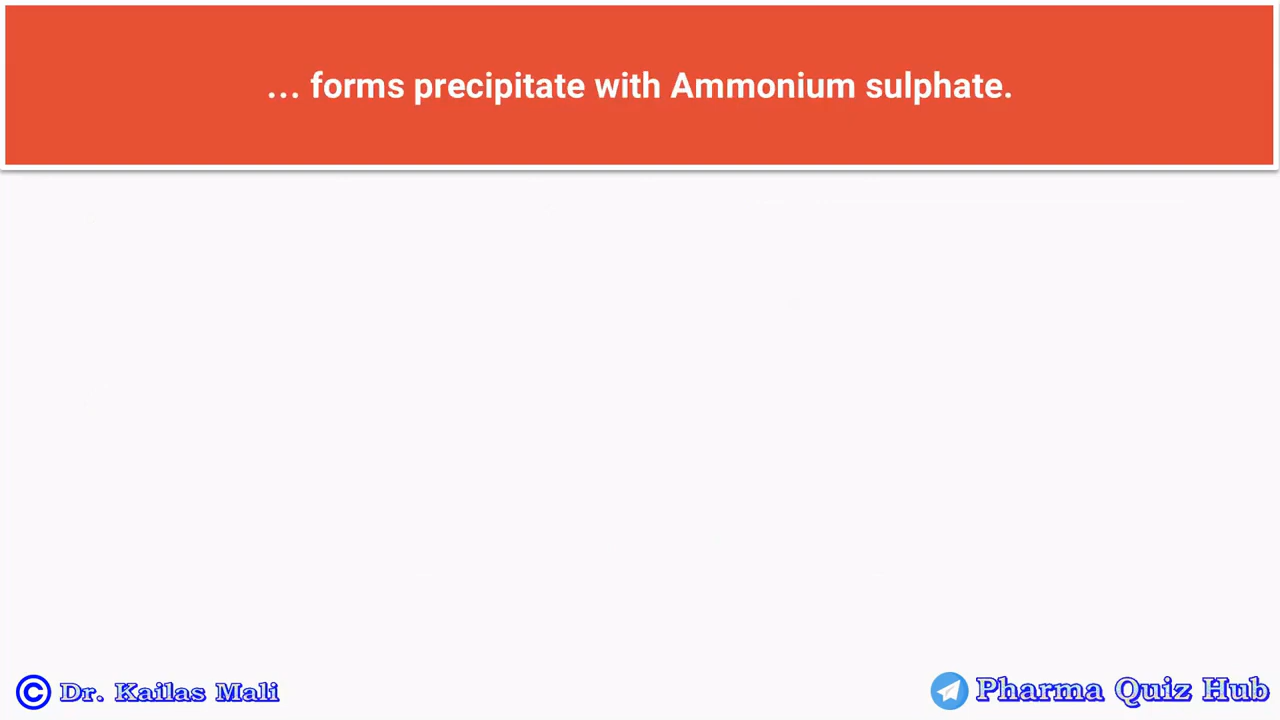 ... forms precipitate with Ammonium sulphate.
© Dr. Kailas Mali
Pharma Quiz Hub